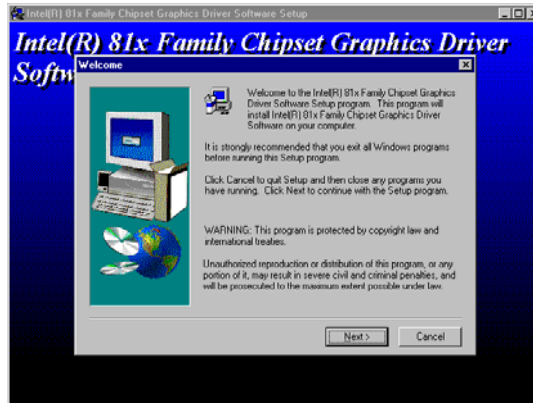 Intel(R) 81x Family Chipset Graphics Driver Software Setup
Intel(R) 81x Family Chipset Graphics Driver
Softw
Welcome
Welcome to the Intel(R) 81x Family Chipset Graphics
Driver Software Setup program. This program will
install Intel(R) 81x Family Chipset Graphics Driver
Software on your computer.
It is strongly recommended that you exit all Windows programs
before running this Setup program.
Click Cancel to quit Setup and then close any programs you
have running. Click Next to continue with the Setup program.
WARNING: This program is protected by copyright law and
international treaties.
Unauthorized reproduction or distribution of this program, or any
portion of it, may result in severe civil and criminal penalties, and
will be prosecuted to the maximum extent possible under law.
Next >
Cancel